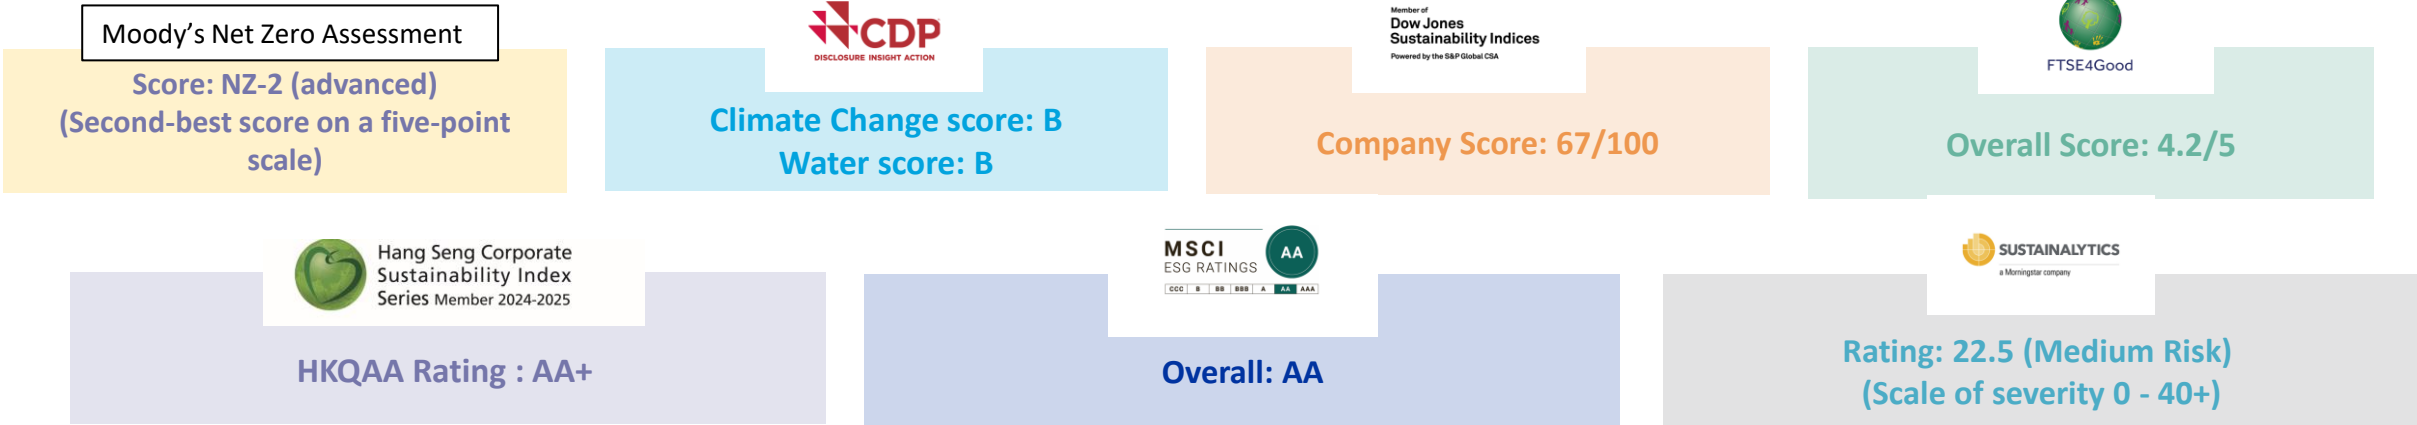 Moody's Net Zero Assessment
Score: NZ-2 (advanced)
(Second-best score on a five-point
scale)
CDP
DISCLOSURE INSIGHT ACTION
Climate Change score: B
Water score: B
Member of
Dow Jones
Sustainability Indices
Powered by the S&P Global CSA
Company Score: 67/100
FTSE4Good
Overall Score: 4.2/5
Hang Seng Corporate
Sustainability Index
Series Member 2024-2025
HKQAA Rating : AA+
MSCI
ESG RATINGS
AA
CCC B BB BBB A AA AAA
Overall: AA
SUSTAINALYTICS
a Morningstar company
Rating: 22.5 (Medium Risk)
(Scale of severity 0 - 40+)